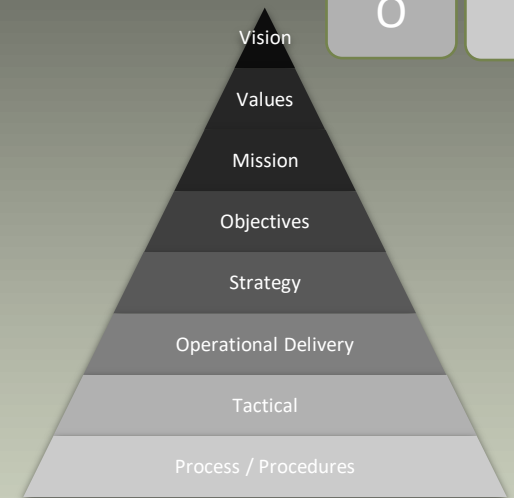 O
Vision
Values
Mission
Objectives
Strategy
Operational Delivery
Tactical
Process / Procedures